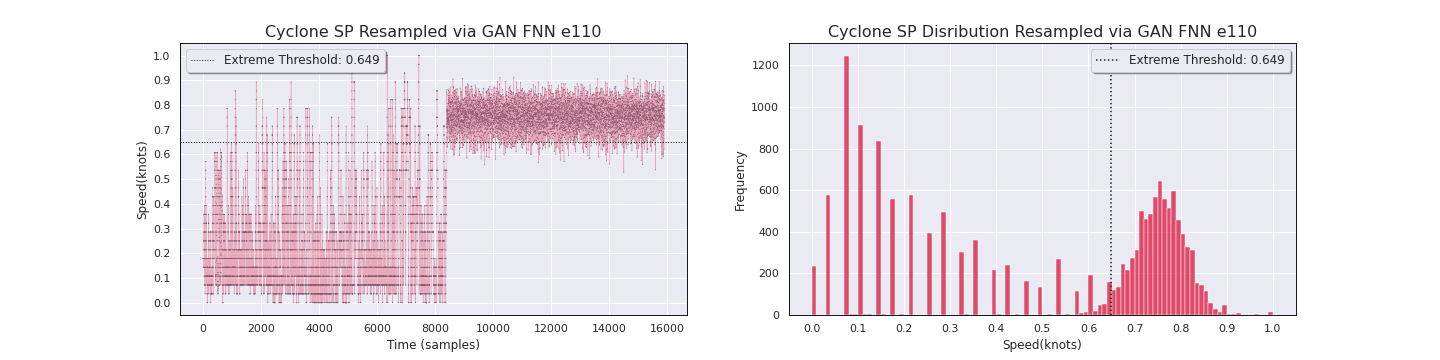 Cyclone SP Resampled via GAN FNN e110
Extreme Threshold: 0.649
1.0
0.9
0.8
0.7
0.6
0.5
0.4
0.3
0.2
0.1
0.0
Speed(knots)
0 2000 4000 6000 8000 10000 12000 14000 16000
Time (samples)
Cyclone SP Disribution Resampled via GAN FNN e110
Extreme Threshold: 0.649
1200
1000
800
600
400
200
0
Frequency
0.0 0.1 0.2 0.3 0.4 0.5 0.6 0.7 0.8 0.9 1.0
Speed(knots)